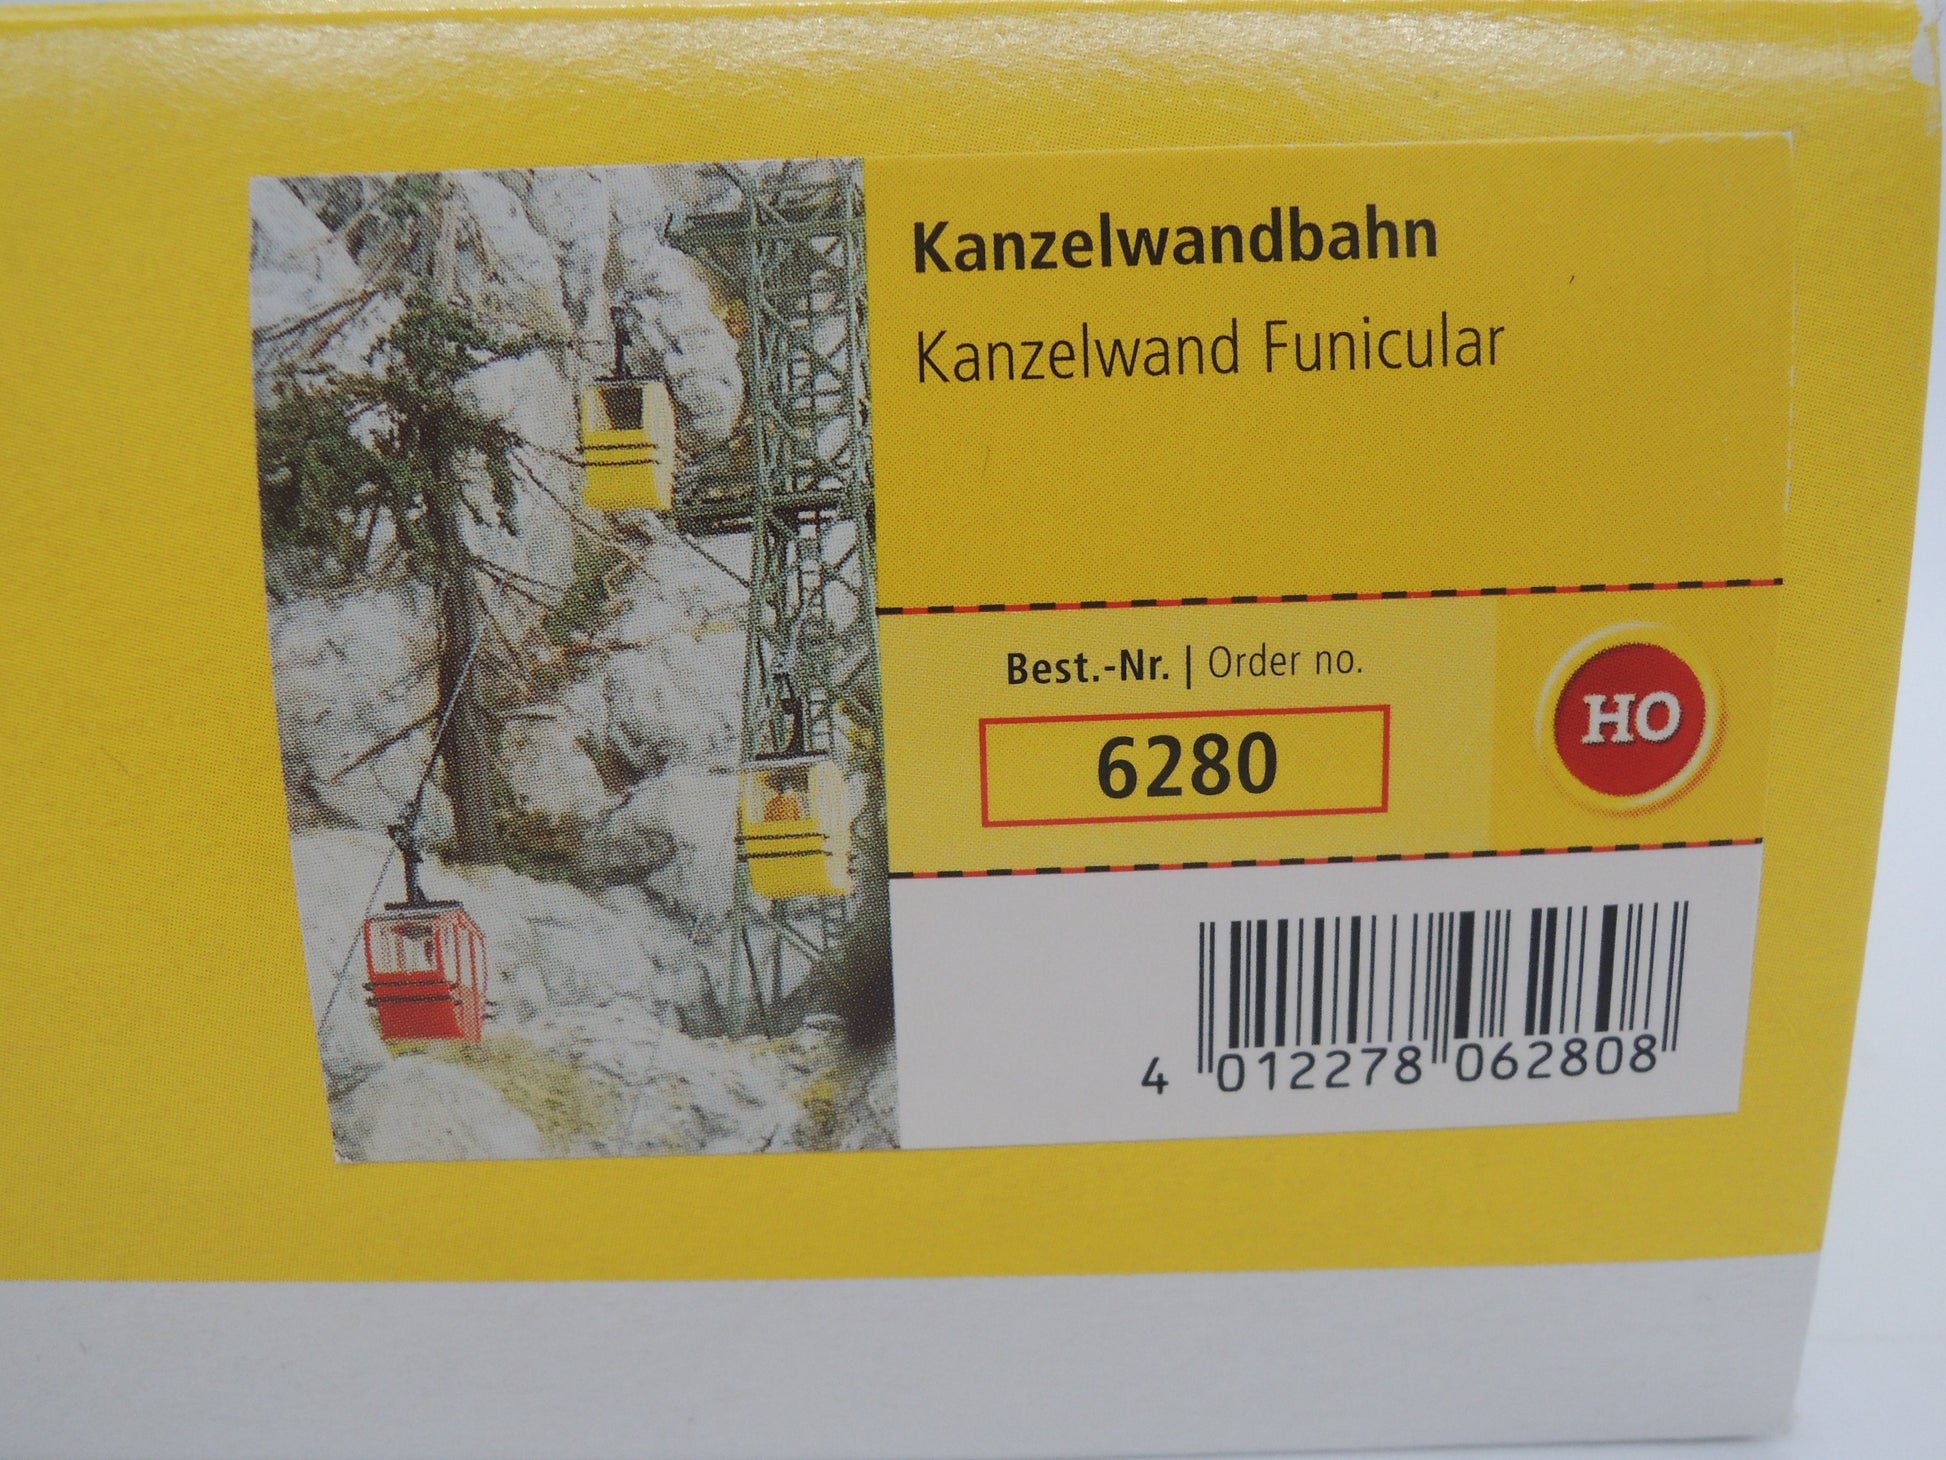 Kanzelwandbahn
Kanzelwand Funicular
Best.-Nr. | Order no.
6280
HO
4 012278 062808